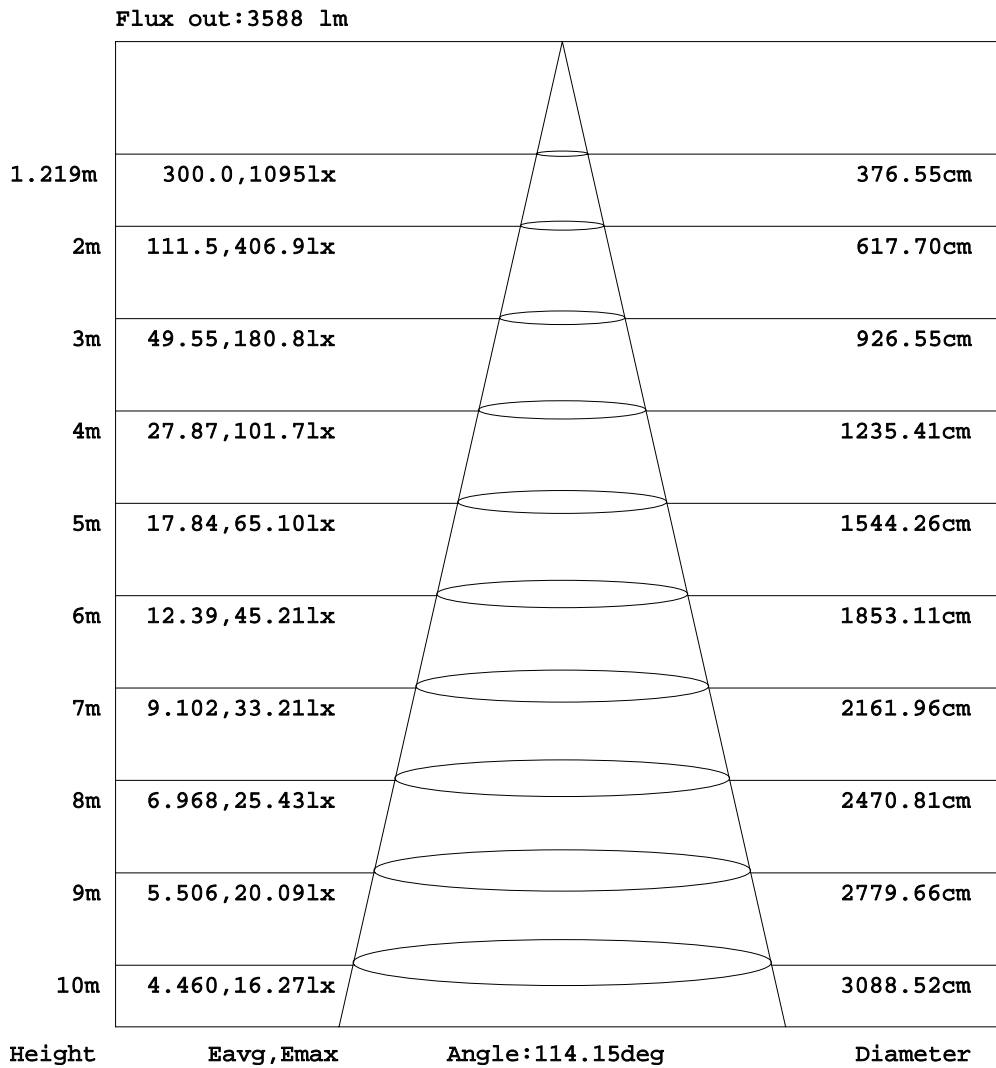 Flux out:3588 lm
1.219m 300.0,1095lx 376.55cm
2m 111.5,406.9lx 617.70cm
3m 49.55,180.8lx 926.55cm
4m 27.87,101.7lx 1235.41cm
5m 17.84,65.10lx 1544.26cm
6m 12.39,45.21lx 1853.11cm
7m 9.102,33.21lx 2161.96cm
8m 6.968,25.43lx 2470.81cm
9m 5.506,20.09lx 2779.66cm
10m 4.460,16.27lx 3088.52cm
Height Eavg,Emax Angle:114.15deg Diameter